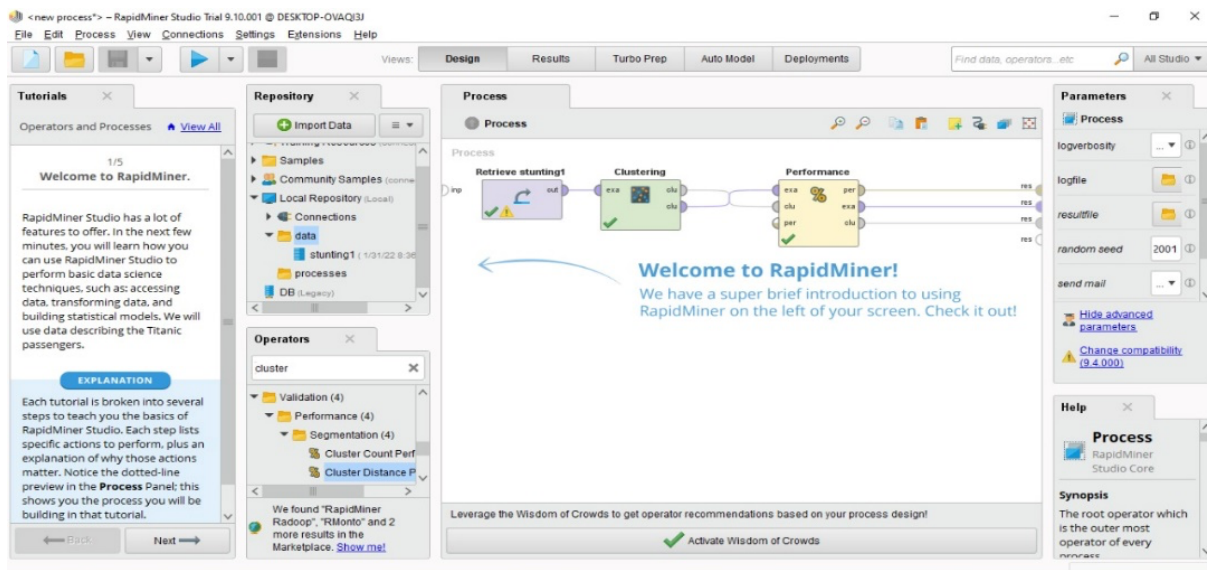 <new process*> – RapidMiner Studio Trial 9.10.001 @ DESKTOP-OVAQI3J
File Edit Process View Connections Settings Extensions Help
Views: Design Results Turbo Prep Auto Model Deployments
Find data, operators...etc
All Studio
Tutorials
Operators and Processes View All
1/5
Welcome to RapidMiner.
RapidMiner Studio has a lot of
features to offer. In the next few
minutes, you will learn how you
can use RapidMiner Studio to
perform basic data science
techniques, such as: accessing
data, transforming data, and
building statistical models. We will
use data describing the Titanic
passengers.
EXPLANATION
Each tutorial is broken into several
steps to teach you the basics of
RapidMiner Studio. Each step lists
specific actions to perform, plus an
explanation of why those actions
matter. Notice the dotted-line
preview in the Process Panel; this
shows you the process you will be
building in that tutorial.
Back Next
Repository
Import Data
Samples
Community Samples (conne
Local Repository (Local)
Connections
data
stunting1 ( 1/31/22 8:36
processes
DB (Legacy)
Operators
cluster
Validation (4)
Performance (4)
Segmentation (4)
Cluster Count Perf
Cluster Distance P
We found "RapidMiner
Radoop", "RMonto" and 2
more results in the
Marketplace. Show me!
Process
Process
Process
Retrieve stunting1 Clustering Performance
inp out exa clu exa per res
clu clu exa res
per clu res
res
Welcome to RapidMiner!
We have a super brief introduction to using
RapidMiner on the left of your screen. Check it out!
Leverage the Wisdom of Crowds to get operator recommendations based on your process design!
Activate Wisdom of Crowds
Parameters
Process
logverbosity ...
logfile
resultfile
random seed 2001
send mail ...
Hide advanced
parameters
Change compatibility
(9.4.000)
Help
Process
RapidMiner
Studio Core
Synopsis
The root operator which
is the outer most
operator of every
process